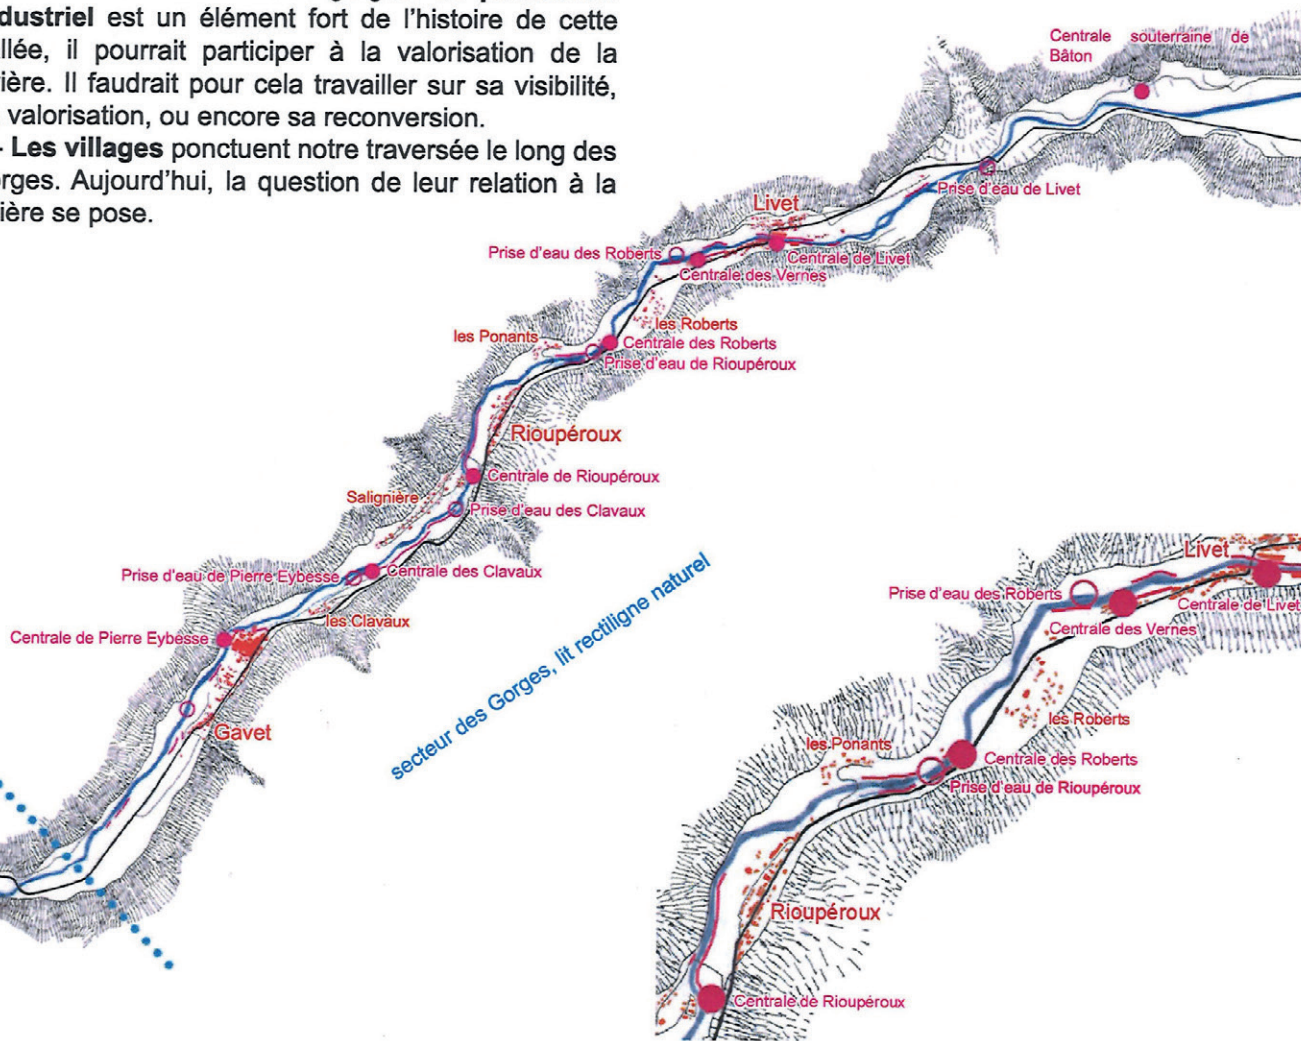 dustriel est un élément fort de l'histoire de cette
llée, il pourrait participer à la valorisation de la
ière. Il faudrait pour cela travailler sur sa visibilité,
valorisation, ou encore sa reconversion.
- Les villages ponctuent notre traversée le long des
rges. Aujourd'hui, la question de leur relation à la
ière se pose.
Centrale souterraine de
Bâton
Prise d'eau de Livet
Livet
Prise d'eau des Roberts
Centrale de Livet
Centrale des Vernes
les Roberts
les Ponants
Centrale des Roberts
Prise d'eau de Rioupéroux
Rioupéroux
Centrale de Rioupéroux
Salignière
Prise d'eau des Clavaux
Prise d'eau de Pierre Eybesse
Centrale des Clavaux
les Clavaux
Centrale de Pierre Eybesse
Gavet
secteur des Gorges, lit rectiligne naturel
Livet
Prise d'eau des Roberts
Centrale de Livet
Centrale des Vernes
les Roberts
les Ponants
Centrale des Roberts
Prise d'eau de Rioupéroux
Rioupéroux
Centrale de Rioupéroux